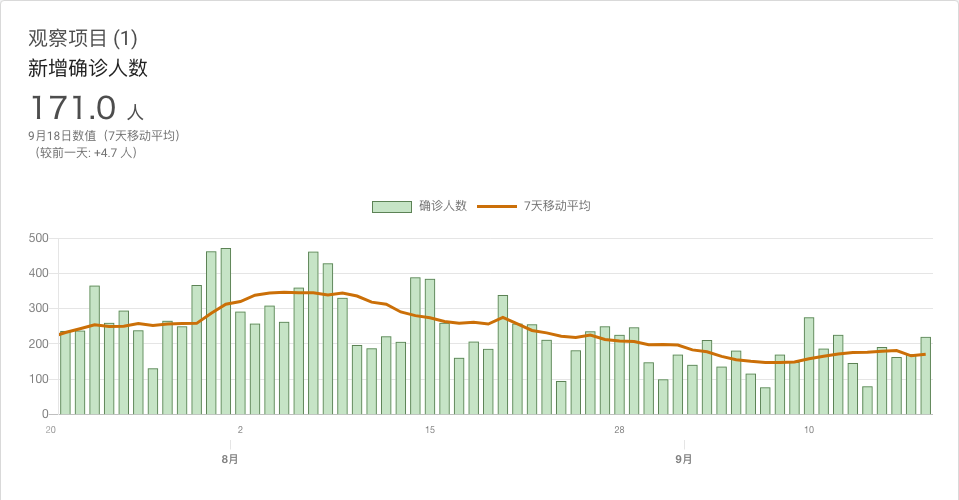 观察项目 (1)
新增确诊人数
171.0 人
9月18日数值（7天移动平均）
（较前一天: +4.7 人）
确诊人数 7天移动平均
500
400
300
200
100
0
20 2 15 28 10
8月 9月